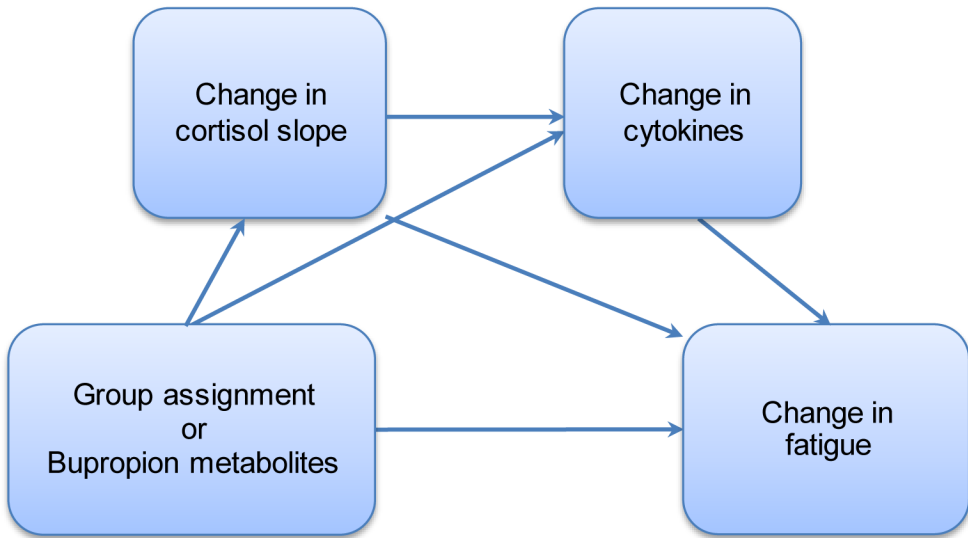 Change in
cortisol slope
Change in
cytokines
Group assignment
or
Bupropion metabolites
Change in
fatigue